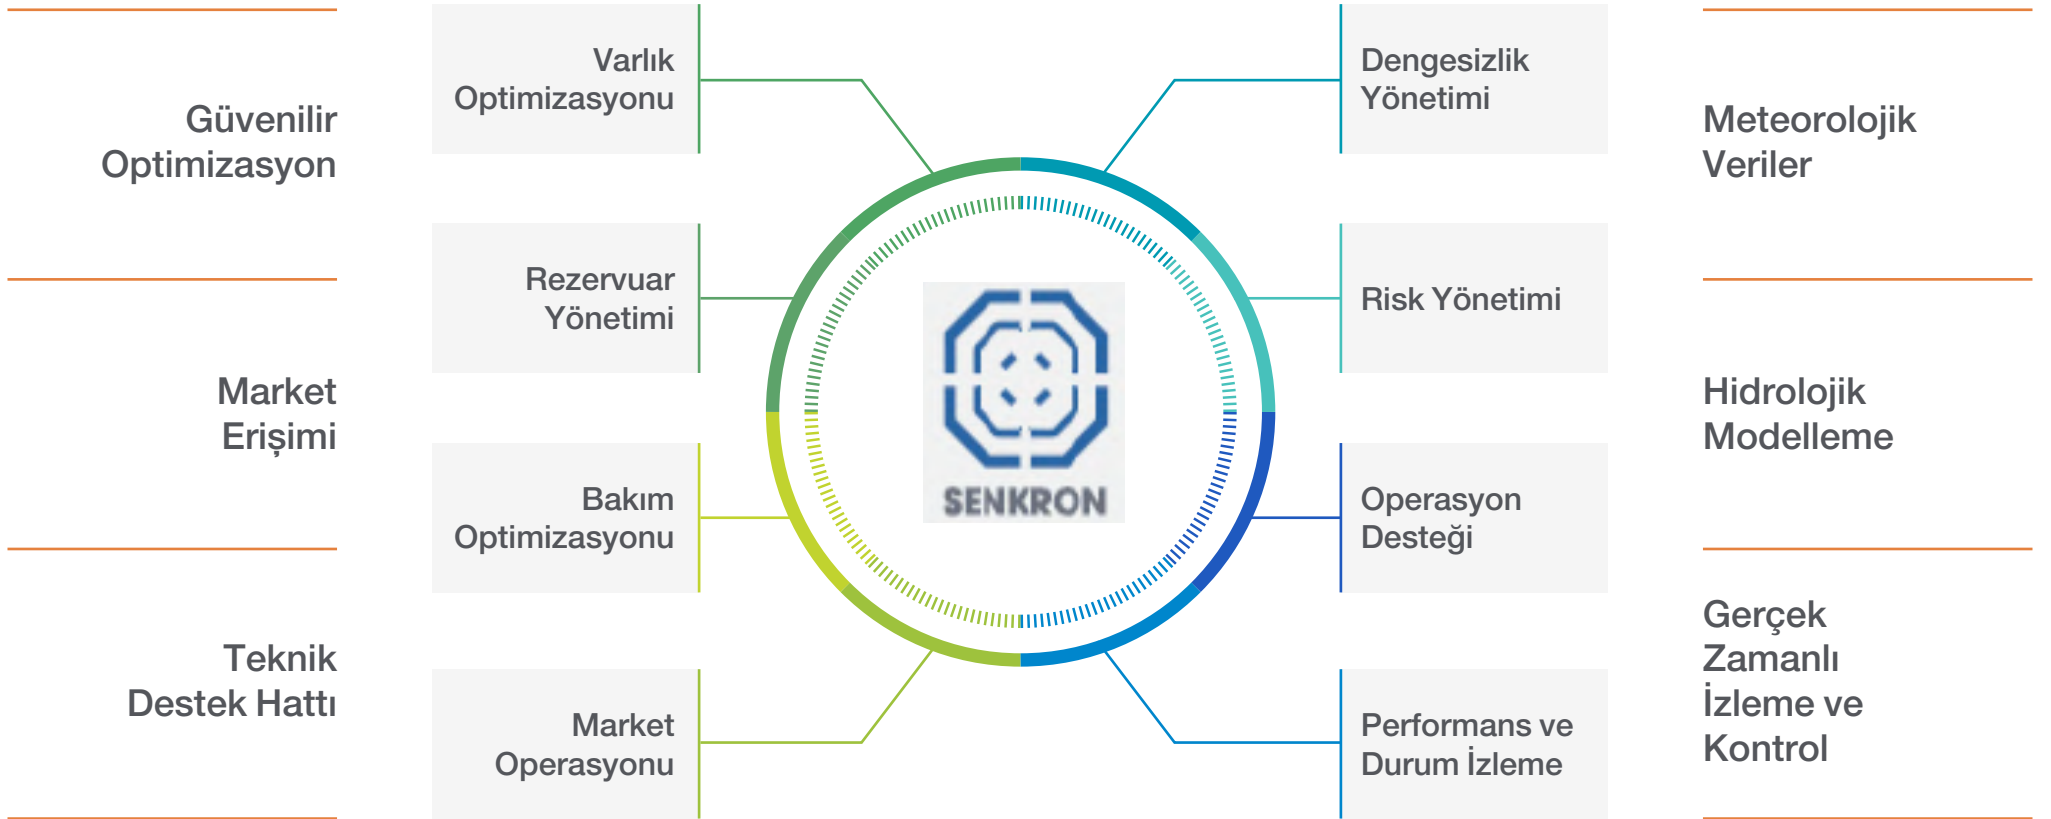 Güvenilir
Optimizasyon
Market
Erişimi
Teknik
Destek Hattı
Varlık
Optimizasyonu
Rezervuar
Yönetimi
Bakım
Optimizasyonu
Market
Operasyonu
SENKRON
Dengesizlik
Yönetimi
Risk Yönetimi
Operasyon
Desteği
Performans ve
Durum İzleme
Meteorolojik
Veriler
Hidrolojik
Modelleme
Gerçek
Zamanlı
İzleme ve
Kontrol